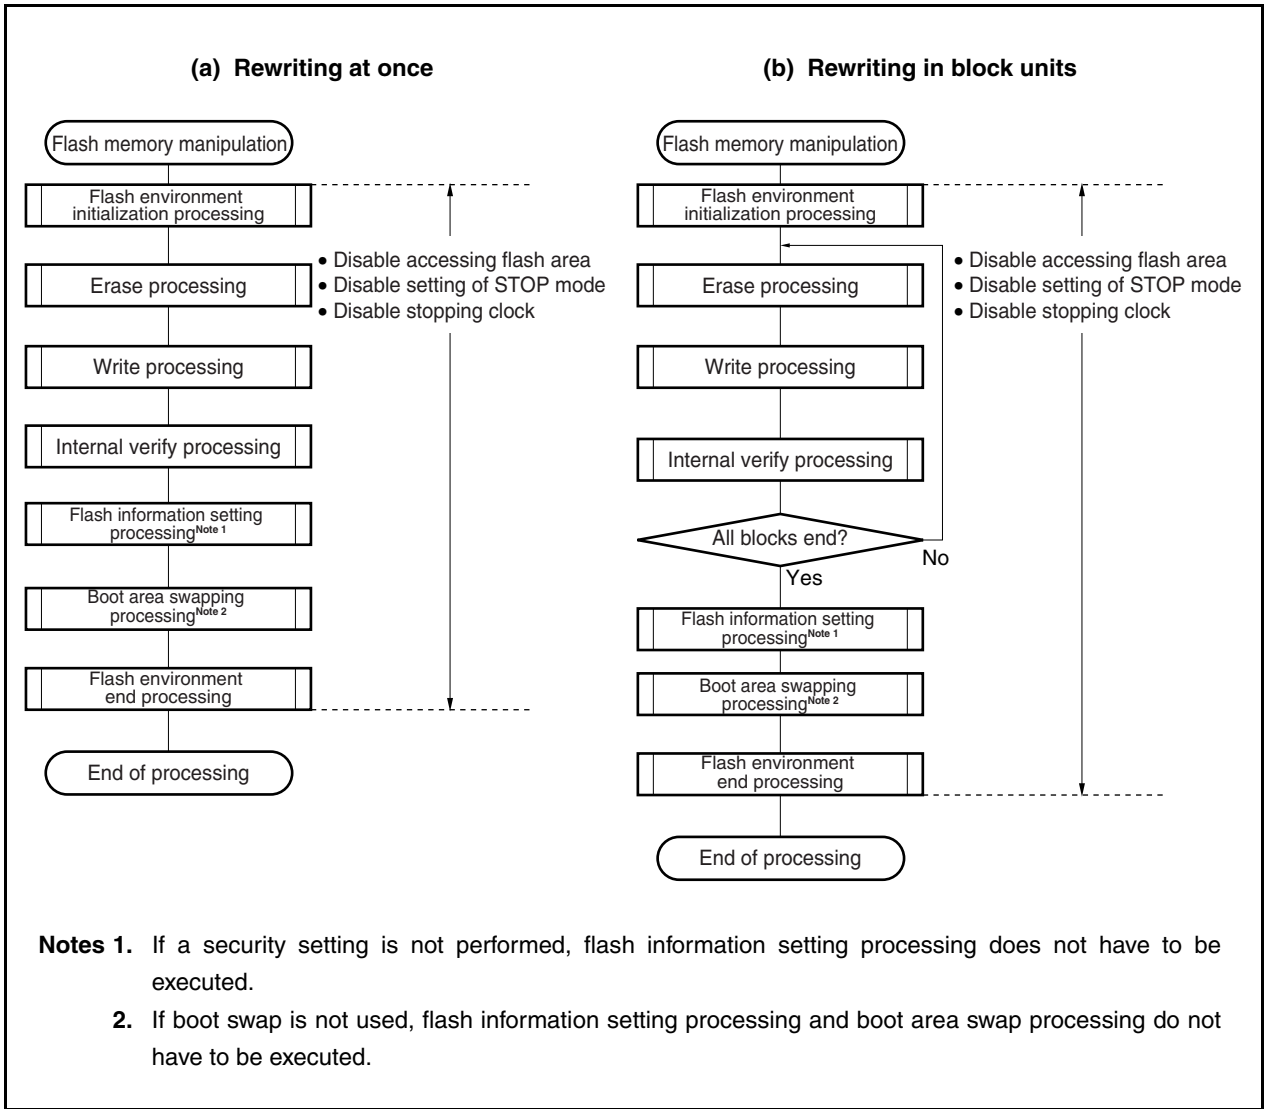 (a) Rewriting at once
Flash memory manipulation
Flash environment
initialization processing
• Disable accessing flash area
• Disable setting of STOP mode
• Disable stopping clock
Erase processing
Write processing
Internal verify processing
Flash information setting
processingNote 1
Boot area swapping
processingNote 2
Flash environment
end processing
End of processing
(b) Rewriting in block units
Flash memory manipulation
Flash environment
initialization processing
• Disable accessing flash area
• Disable setting of STOP mode
• Disable stopping clock
Erase processing
Write processing
Internal verify processing
All blocks end?
No
Yes
Flash information setting
processingNote 1
Boot area swapping
processingNote 2
Flash environment
end processing
End of processing
Notes 1. If a security setting is not performed, flash information setting processing does not have to be
executed.
2. If boot swap is not used, flash information setting processing and boot area swap processing do not
have to be executed.